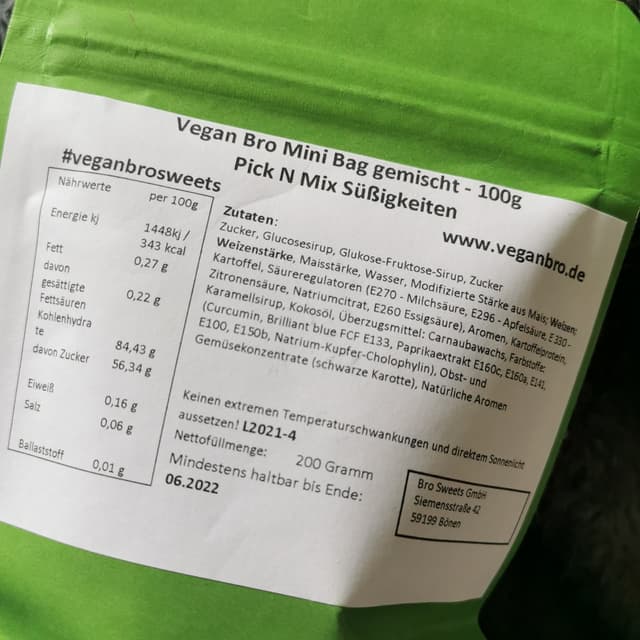 Vegan Bro Mini Bag gemischt - 100g
Pick N Mix Süßigkeiten
#veganbrosweets
www.veganbro.de
Nährwerte per 100g
Energie kj 1448kj /
343 kcal
Fett 0,27 g
davon
gesättigte 0,22 g
Fettsäuren
Kohlenhydra
te 84,43 g
davon Zucker 56,34 g
Eiweiß 0,16 g
Salz 0,06 g
Ballaststoff 0,01 g
Zutaten:
Zucker, Glucosesirup, Glukose-Fruktose-Sirup, Zucker
Weizenstärke, Maisstärke, Wasser, Modifizierte Stärke aus Mais; Weizen;
Kartoffel, Säureregulatoren (E270 - Milchsäure, E296 - Apfelsäure, E 330 -
Zitronensäure, Natriumcitrat, E260 Essigsäure), Aromen, Kartoffelprotein,
Karamellsirup, Kokosöl, Überzugsmittel: Carnaubawachs, Farbstoffe:
(Curcumin, Brilliant blue FCF E133, Paprikaextrakt E160c, E160a, E141,
E100, E150b, Natrium-Kupfer-Cholophylin), Obst- und
Gemüsekonzentrate (schwarze Karotte), Natürliche Aromen
Keinen extremen Temperaturschwankungen und direktem Sonnenlicht
aussetzen! L2021-4
Nettofüllmenge: 200 Gramm
Mindestens haltbar bis Ende:
06.2022
Bro Sweets GmbH
Siemensstraße 42
59199 Bönen